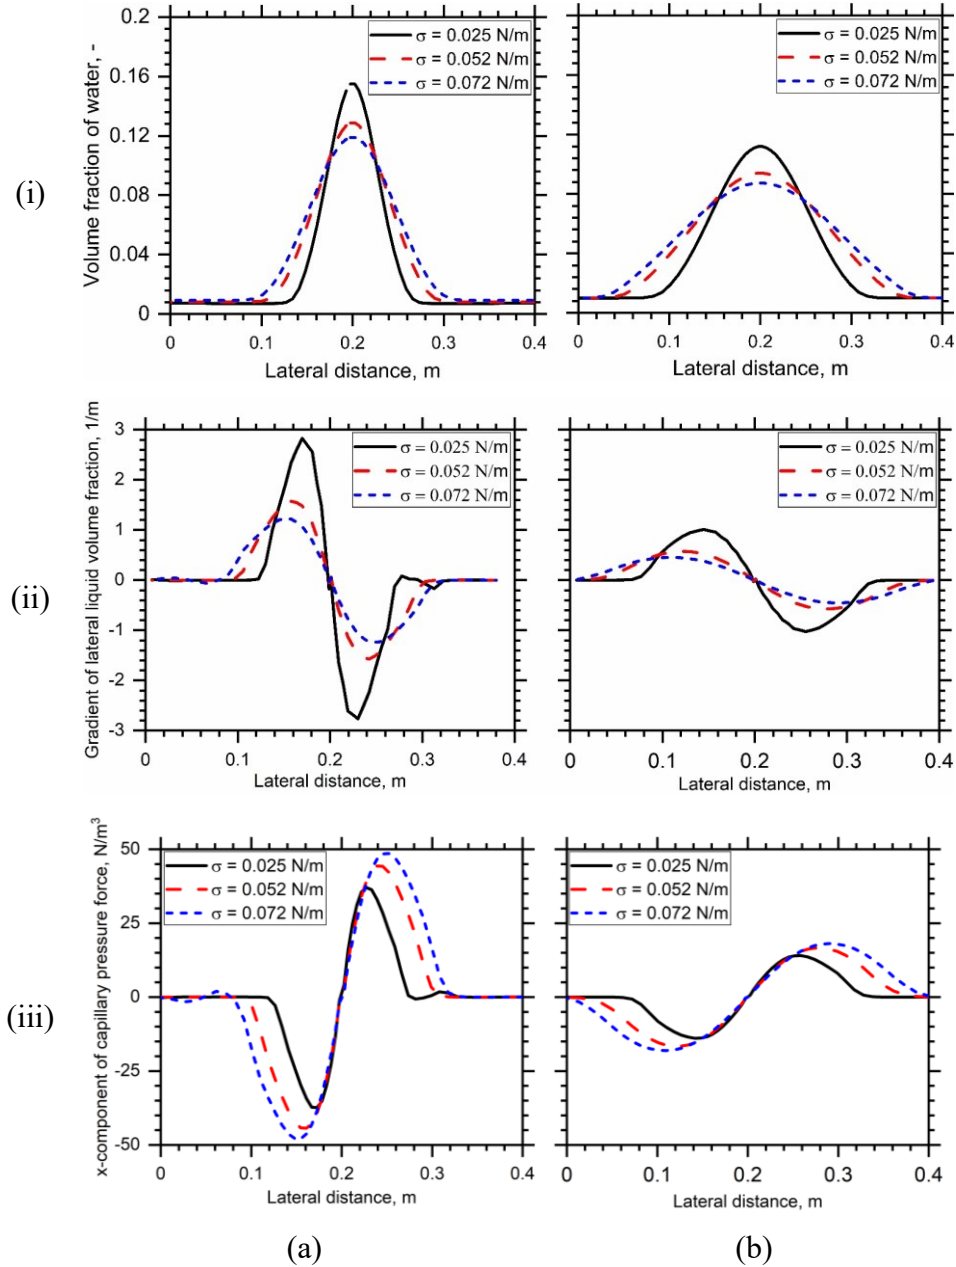 (i)
Volume fraction of water, -
0.2
0.16
0.12
0.08
0.04
0
σ = 0.025 N/m
σ = 0.052 N/m
σ = 0.072 N/m
0 0.1 0.2 0.3 0.4
Lateral distance, m
σ = 0.025 N/m
σ = 0.052 N/m
σ = 0.072 N/m
0 0.1 0.2 0.3 0.4
Lateral distance, m
(ii)
Gradient of lateral liquid volume fraction, 1/m
3
2
1
0
-1
-2
-3
σ = 0.025 N/m
σ = 0.052 N/m
σ = 0.072 N/m
0 0.1 0.2 0.3 0.4
Lateral distance, m
σ = 0.025 N/m
σ = 0.052 N/m
σ = 0.072 N/m
0 0.1 0.2 0.3 0.4
Lateral distance, m
(iii)
x-component of capillary pressure force, N/m³
50
25
0
-25
-50
σ = 0.025 N/m
σ = 0.052 N/m
σ = 0.072 N/m
0 0.1 0.2 0.3 0.4
Lateral distance, m
σ = 0.025 N/m
σ = 0.052 N/m
σ = 0.072 N/m
0 0.1 0.2 0.3 0.4
Lateral distance, m
(a)
(b)